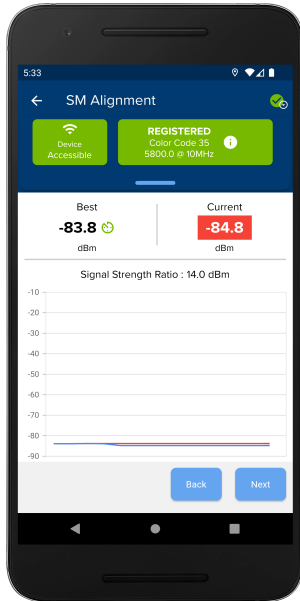 5:33
SM Alignment
Device
Accessible
REGISTERED
Color Code 35
5800.0 @ 10MHz
Best
Current
-83.8
-84.8
dBm
dBm
Signal Strength Ratio : 14.0 dBm
-10
-20
-30
-40
-50
-60
-70
-80
-90
Back
Next